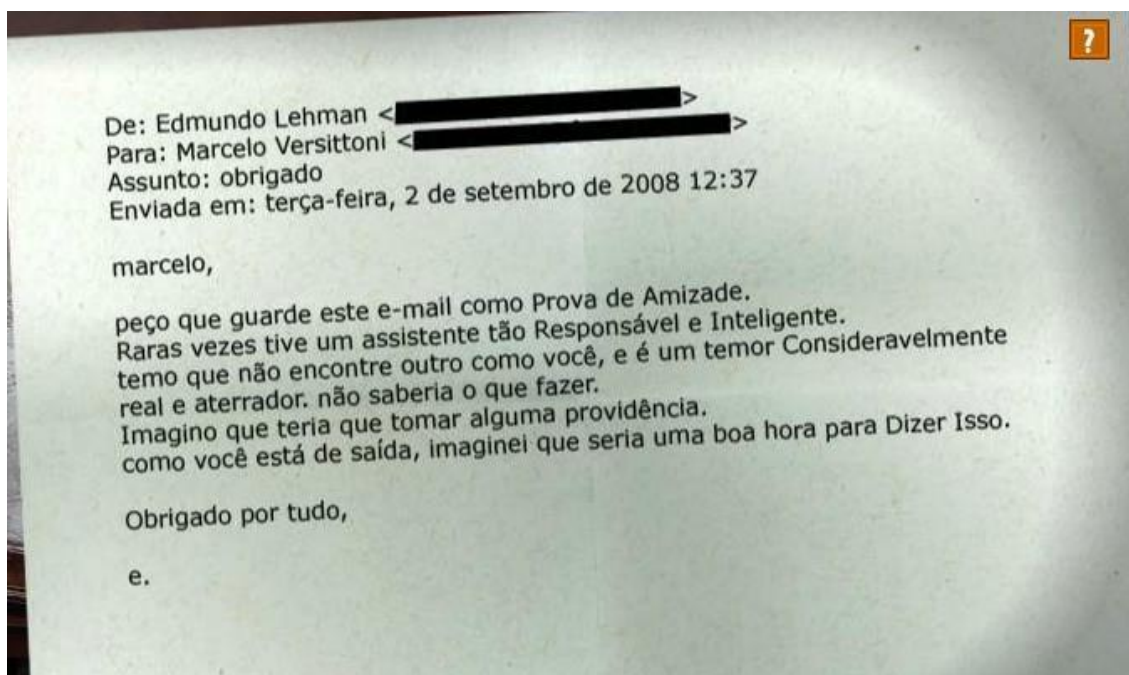 ?
De: Edmundo Lehman < >
Para: Marcelo Versittoni < >
Assunto: obrigado
Enviada em: terça-feira, 2 de setembro de 2008 12:37
marcelo,
peço que guarde este e-mail como Prova de Amizade.
Raras vezes tive um assistente tão Responsável e Inteligente.
temo que não encontre outro como você, e é um temor Consideravelmente
real e aterrador. não saberia o que fazer.
Imagino que teria que tomar alguma providência.
como você está de saída, imaginei que seria uma boa hora para Dizer Isso.
Obrigado por tudo,
e.